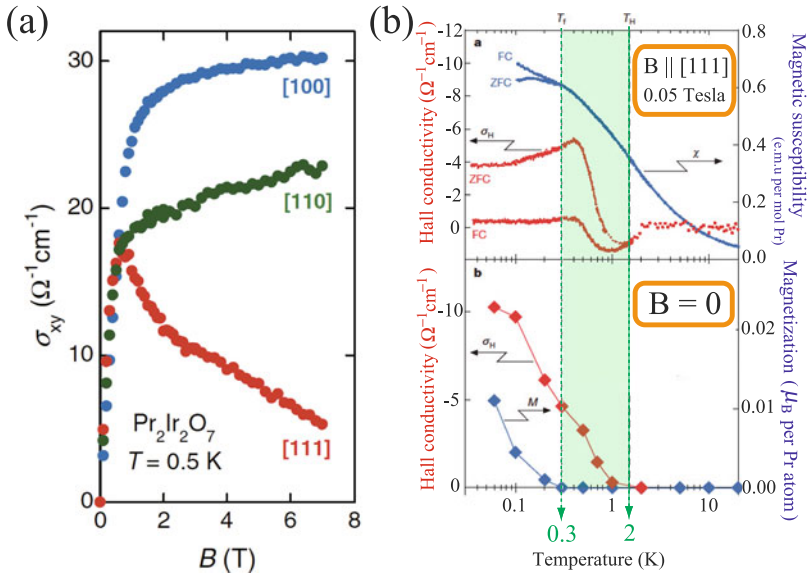 (a)
30
20
10
0
σxy (Ω⁻¹cm⁻¹)
[100]
[110]
[111]
Pr₂Ir₂O₇
T = 0.5 K
0 2 4 6 8
B (T)
(b)
Tf TH
a
-12
-10
-8
-6
-4
-2
0
Hall conductivity (Ω⁻¹cm⁻¹)
FC
ZFC
σH
ZFC
FC
χ
B || [111]
0.05 Tesla
0.8
0.6
0.4
0.2
0.0
Magnetic susceptibility
(e.m.u per mol Pr)
b
-10
-5
0
Hall conductivity (Ω⁻¹cm⁻¹)
σH
M
B = 0
0.02
0.01
0.00
Magnetization (μB per Pr atom)
0.1 1 10
0.3 2
Temperature (K)